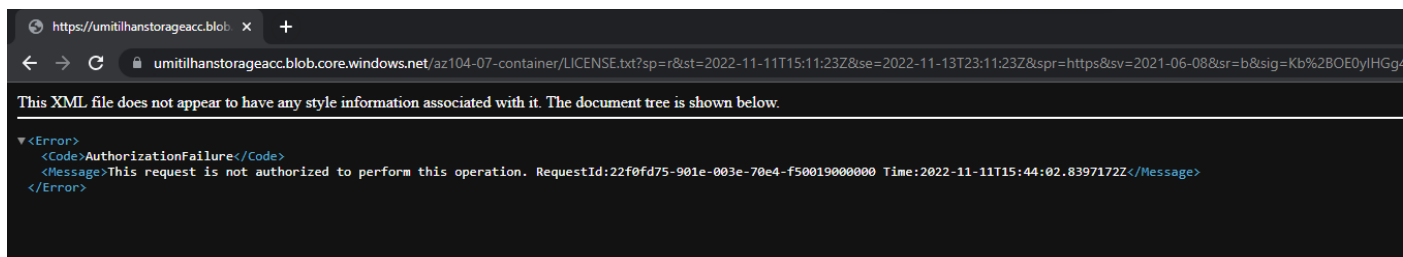 https://umitilhanstorageacc.blob.
umitilhanstorageacc.blob.core.windows.net/az104-07-container/LICENSE.txt?sp=r&st=2022-11-11T15:11:23Z&se=2022-11-13T23:11:23Z&spr=https&sv=2021-06-08&sr=b&sig=Kb%2BOE0yIHGg4
This XML file does not appear to have any style information associated with it. The document tree is shown below.
▼<Error>
<Code>AuthorizationFailure</Code>
<Message>This request is not authorized to perform this operation. RequestId:22f0fd75-901e-003e-70e4-f50019000000 Time:2022-11-11T15:44:02.8397172Z</Message>
</Error>